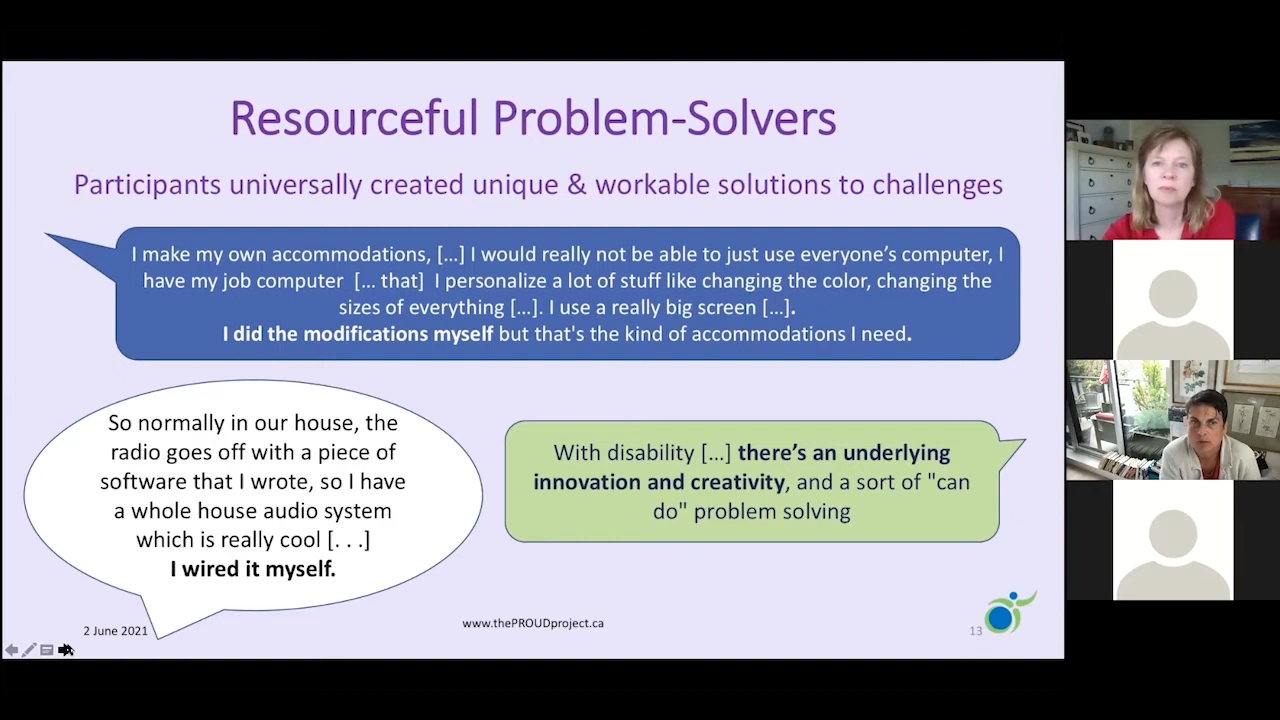 Resourceful Problem-Solvers
Participants universally created unique & workable solutions to challenges
I make my own accommodations, […] I would really not be able to just use everyone’s computer, I
have my job computer  [… that]  I personalize a lot of stuff like changing the color, changing the
sizes of everything […]. I use a really big screen […].
I did the modifications myself but that's the kind of accommodations I need.
So normally in our house, the
radio goes off with a piece of
software that I wrote, so I have
a whole house audio system
which is really cool [. . .]
I wired it myself.
With disability […] there’s an underlying
innovation and creativity, and a sort of "can
do" problem solving
2 June 2021
www.thePROUDproject.ca
13